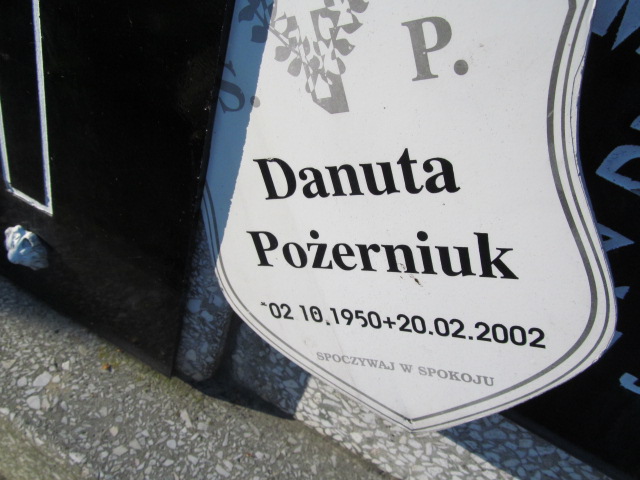 S. P.
Danuta
Pożerniuk
*02 10.1950+20.02.2002
SPOCZYWAJ W SPOKOJU